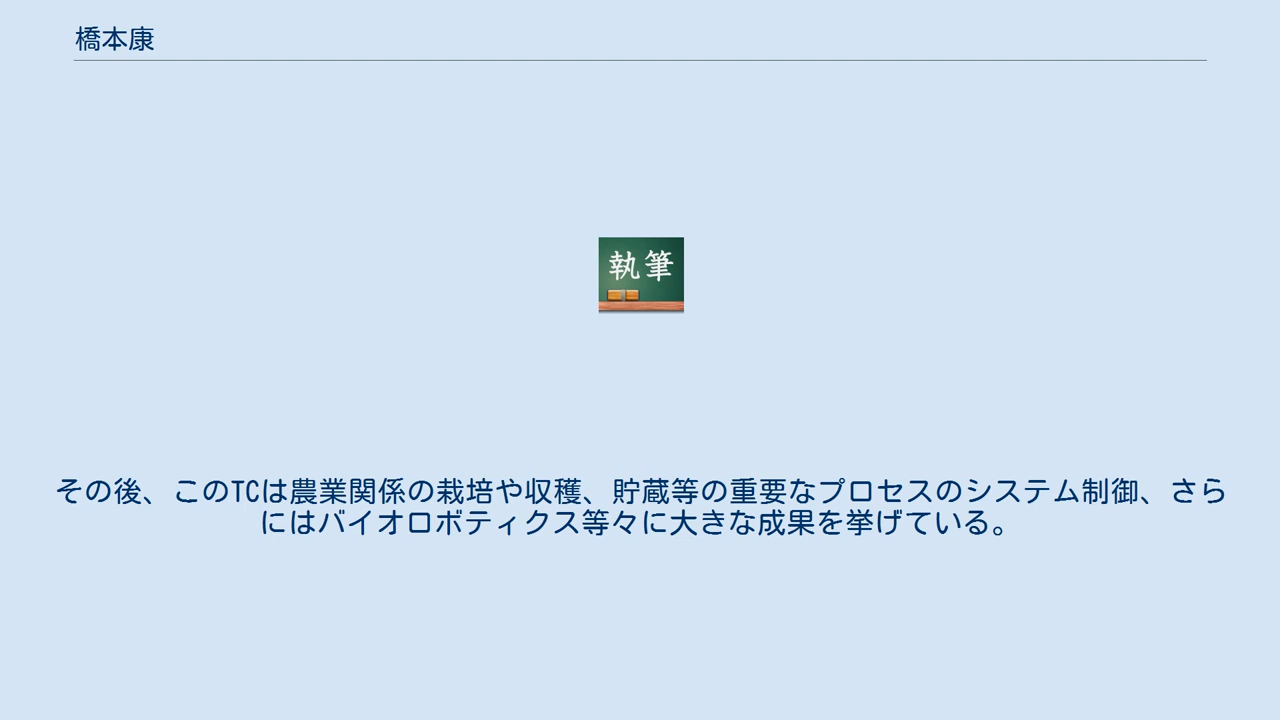 橋本康
執筆
その後、このTCは農業関係の栽培や収穫、貯蔵等の重要なプロセスのシステム制御、さら
にはバイオロボティクス等々に大きな成果を挙げている。